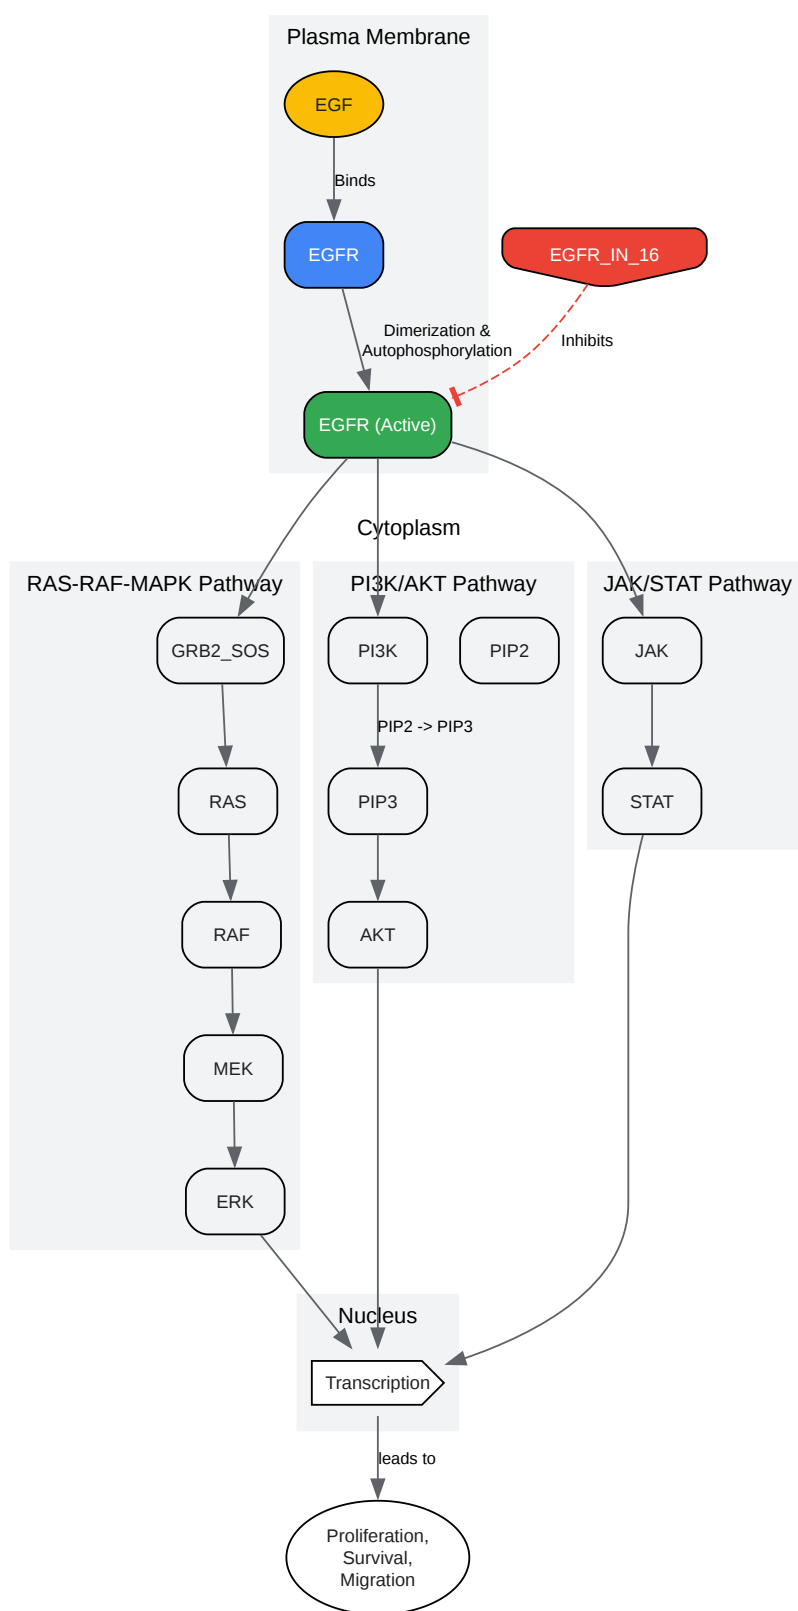 Plasma Membrane
EGF
Binds
EGFR
EGFR_IN_16
Dimerization &
Autophosphorylation
Inhibits
EGFR (Active)
Cytoplasm
RAS-RAF-MAPK Pathway
PI3K/AKT Pathway
JAK/STAT Pathway
GRB2_SOS
PI3K
PIP2
JAK
PIP2 -> PIP3
RAS
PIP3
STAT
RAF
AKT
MEK
ERK
Nucleus
Transcription
leads to
Proliferation,
Survival,
Migration